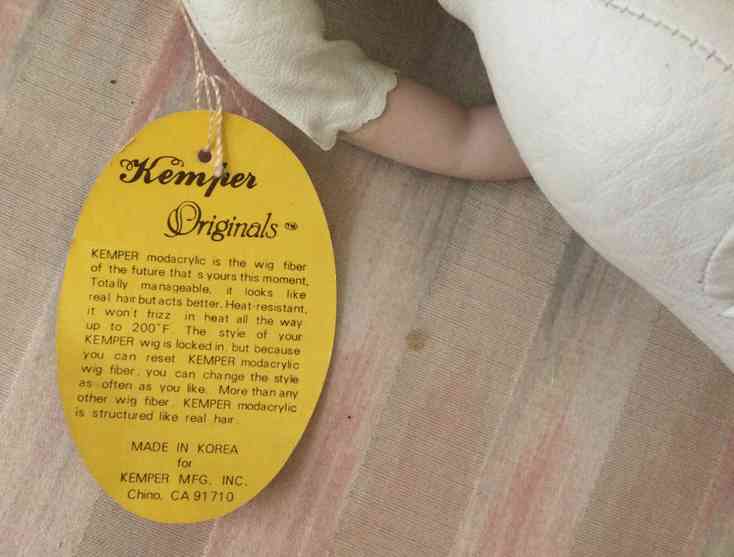 Kemper
Originals ™
KEMPER modacrylic is the wig fiber
of the future that s yours this moment,
Totally manageable, it looks like
real hair but acts better. Heat-resistant,
it won't frizz in heat all the way
up to 200°F. The style of your
KEMPER wig is locked in, but because
you can reset KEMPER modacrylic
wig fiber, you can change the style
as often as you like. More than any
other wig fiber, KEMPER modacrylic
is structured like real hair.
MADE IN KOREA
for
KEMPER MFG. INC.
Chino, CA 91710